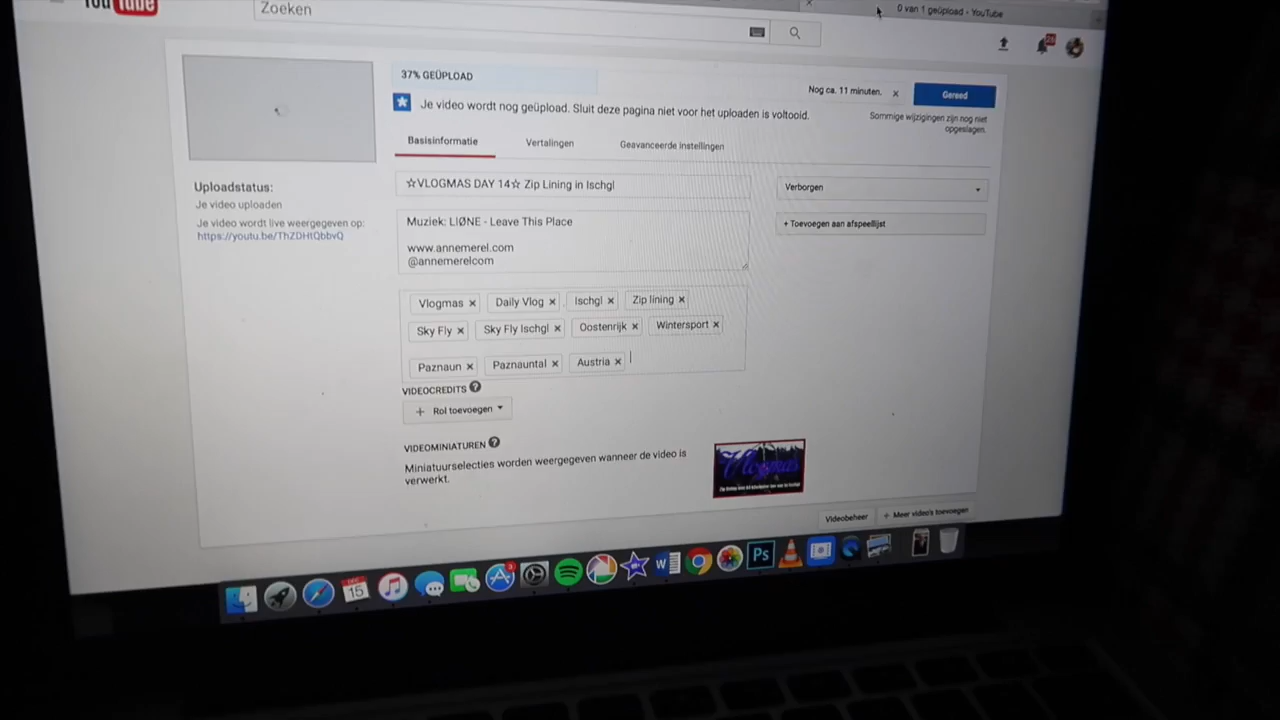 YouTube
Zoeken
0 van 1 geüpload - YouTube
37% GEÜPLOAD
Nog ca. 11 minuten.
Gereed
Je video wordt nog geüpload. Sluit deze pagina niet voor het uploaden is voltooid.
Sommige wijzigingen zijn nog niet
opgeslagen.
Basisinformatie
Vertalingen
Geavanceerde instellingen
Uploadstatus:
Je video uploaden
Je video wordt live weergegeven op:
https://youtu.be/ThZDHtQbbvQ
☆VLOGMAS DAY 14☆ Zip Lining in Ischgl
Verborgen
Muziek: LIØNE - Leave This Place
+ Toevoegen aan afspeellijst
www.annemerel.com
@annemerelcom
Vlogmas × Daily Vlog × Ischgl × Zip lining ×
Sky Fly × Sky Fly Ischgl × Oostenrijk × Wintersport ×
Paznaun × Paznauntal × Austria ×
VIDEOCREDITS ?
+ Rol toevoegen
VIDEOMINIATUREN ?
Miniatuurselecties worden weergegeven wanneer de video is
verwerkt.
Vlogmas
Videobeheer
+ Meer video's toevoegen
DEC
15
3
W
Ps